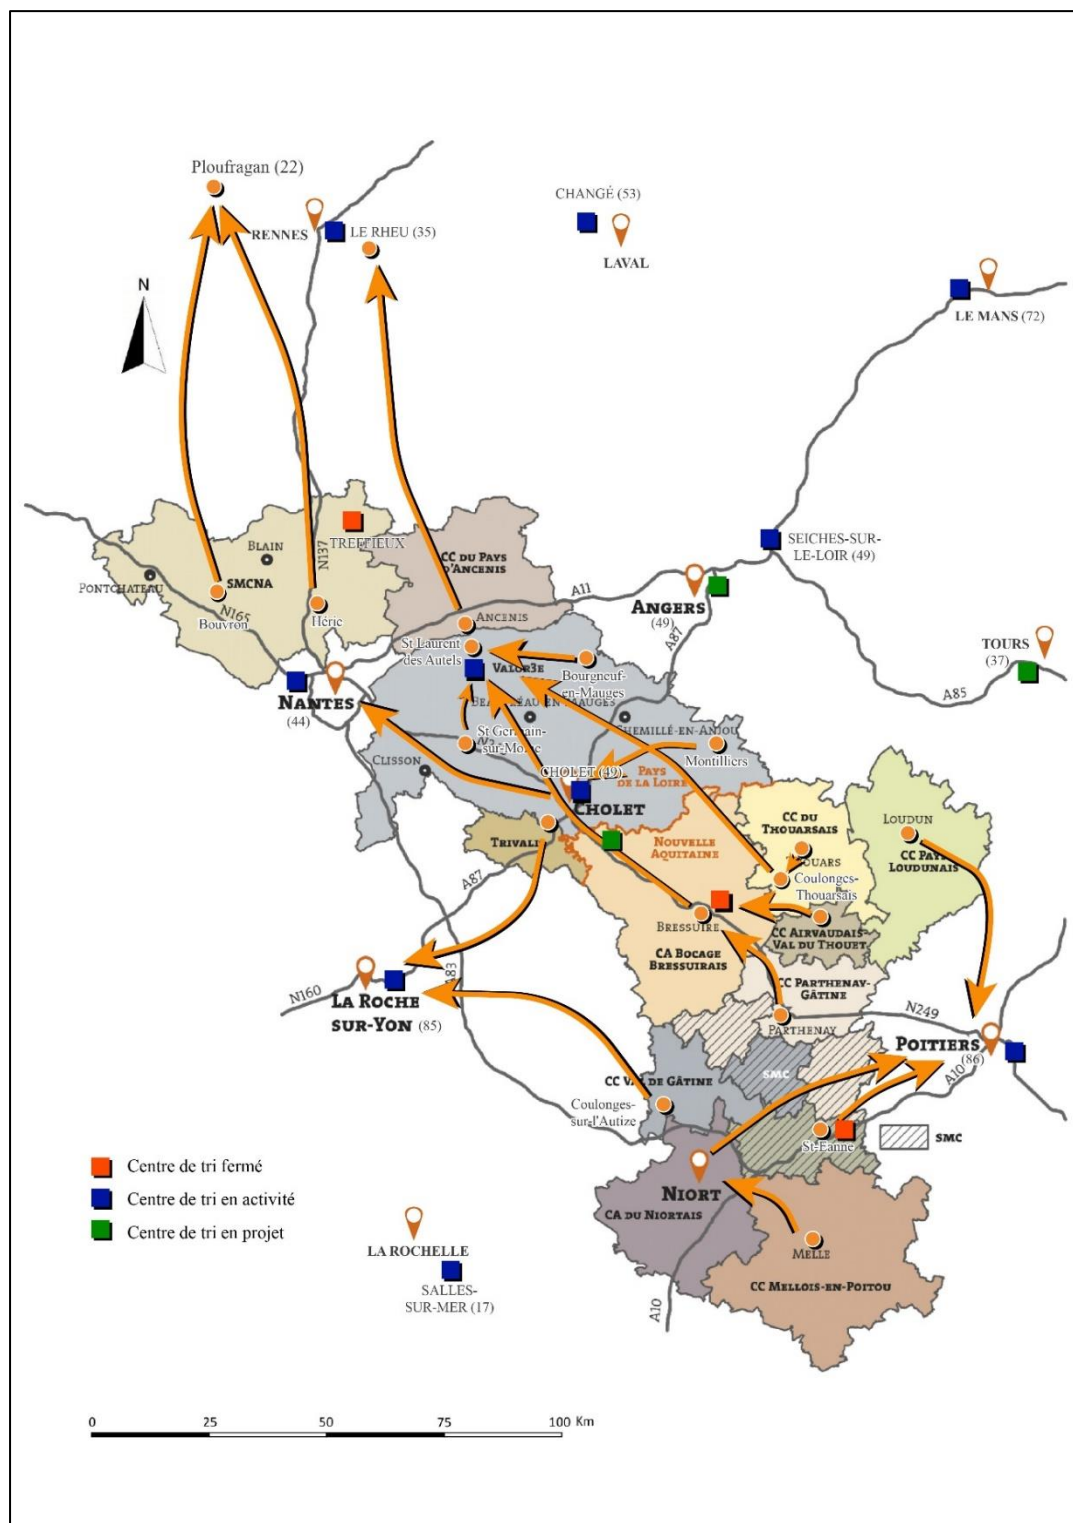 Ploufragan (22)
CHANGÉ (53)
RENNES
LE RHEU (35)
LAVAL
N
LE MANS (72)
TREFFIEUX
CC DU PAYS
D'ANCENIS
SEICHES-SUR-
LE-LOIR (49)
BLAIN
N137
PONTCHATEAU
SMCNA
N165
Bouvron
Héric
A11
ANGERS
(49)
ANCENIS
A87
St Laurent
des Autels
VALOR3E
Bourgneuf-
en-Mauges
TOURS
(37)
A85
NANTES
(44)
BEAUPRÉAU-EN-MAUGES
St Germain-
sur-Moine
CHEMILLÉ-EN-ANJOU
Montilliers
CLISSON
CHOLET (49)
PAYS
DE LA LOIRE
CHOLET
TRIVALI
NOUVELLE
AQUITAINE
CC DU
THOUARSAIS
LOUDUN
CC PAYS
LOUDUNAIS
Coulonges-
Thouarsais
A87
BRESSUIRE
CC AIRVAUDAIS-
VAL DU THOUET
CA BOCAGE
BRESSUIRAIS
A83
CC PARTHENAY-
GÂTINE
N160
LA ROCHE
SUR-YON (85)
PARTHENAY
N249
POITIERS
(86)
A10
SMC
CC VAL DE GÂTINE
Coulonges-
sur-l'Autize
St-Eanne
SMC
Centre de tri fermé
Centre de tri en activité
Centre de tri en projet
NIORT
CA DU NIORTAIS
MELLE
LA ROCHELLE
SALLES-
SUR-MER (17)
CC MELLOIS-EN-POITOU
A10
0 25 50 75 100 Km